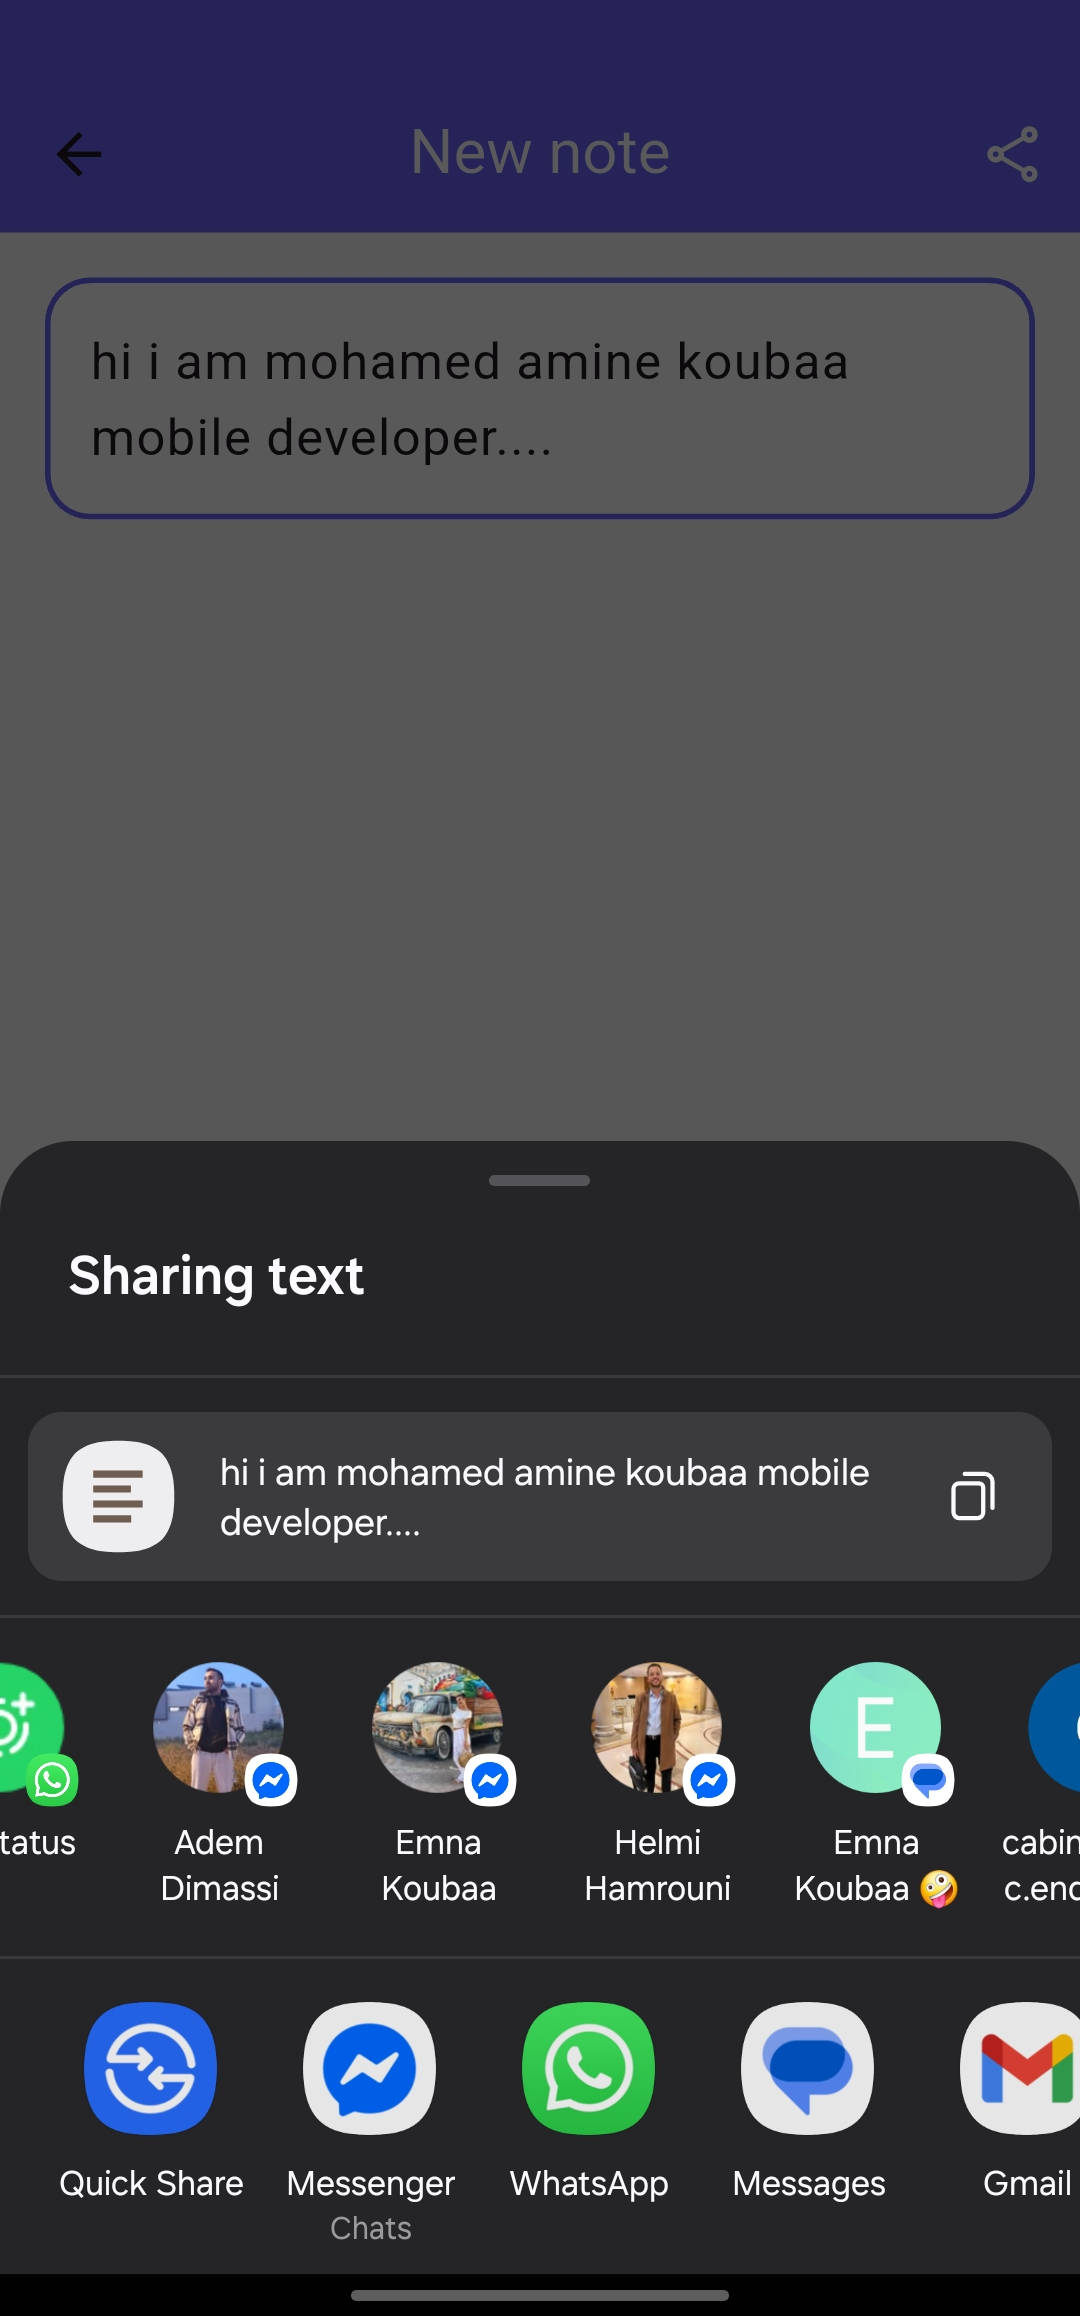 New note
hi i am mohamed amine koubaa
mobile developer....
Sharing text
hi i am mohamed amine koubaa mobile
developer....
tatus
Adem
Dimassi
Emna
Koubaa
Helmi
Hamrouni
E
Emna
Koubaa 🤪
cabin
c.enc
Quick Share
Messenger
Chats
WhatsApp
Messages
Gmail